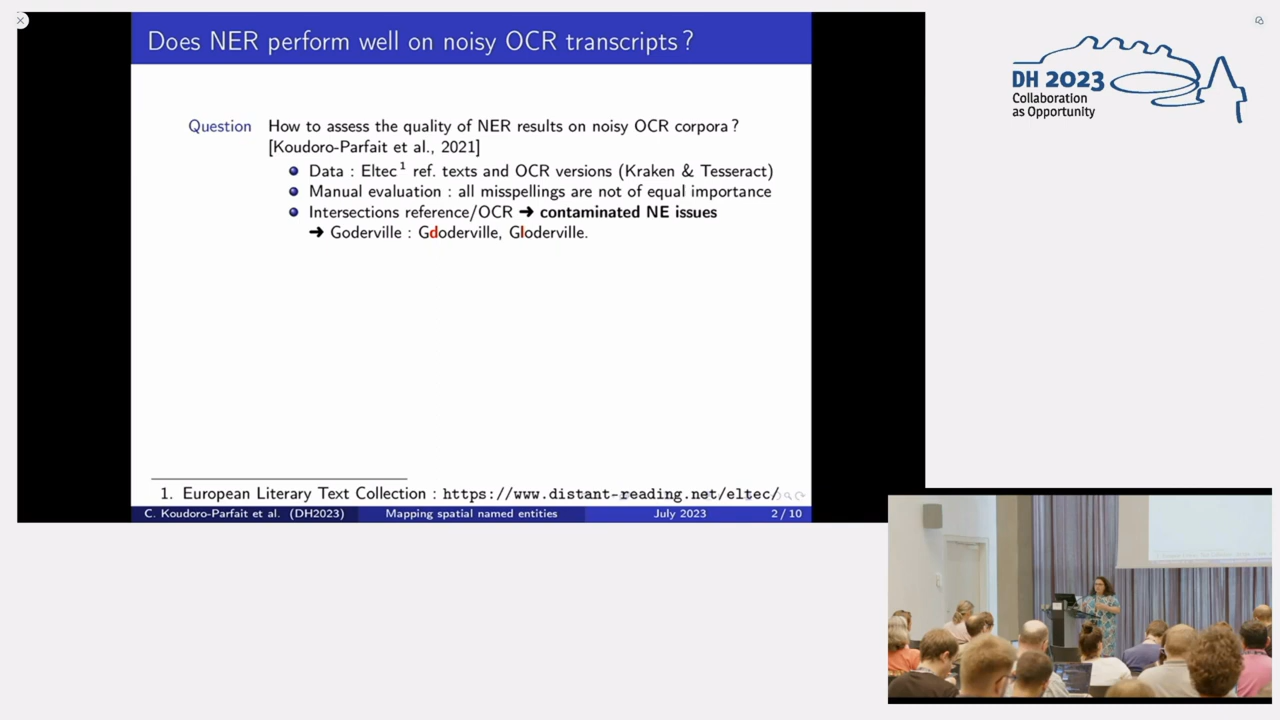 Does NER perform well on noisy OCR transcripts ?
Question How to assess the quality of NER results on noisy OCR corpora ?
[Koudoro-Parfait et al., 2021]
Data : Eltec 1 ref. texts and OCR versions (Kraken & Tesseract)
Manual evaluation : all misspellings are not of equal importance
Intersections reference/OCR ➜ contaminated NE issues
➜ Goderville : Gdoderville, Gloderville.
1. European Literary Text Collection : https://www.distant-reading.net/eltec/
C. Koudoro-Parfait et al. (DH2023) Mapping spatial named entities July 2023 2 / 10
DH 2023
Collaboration
as Opportunity